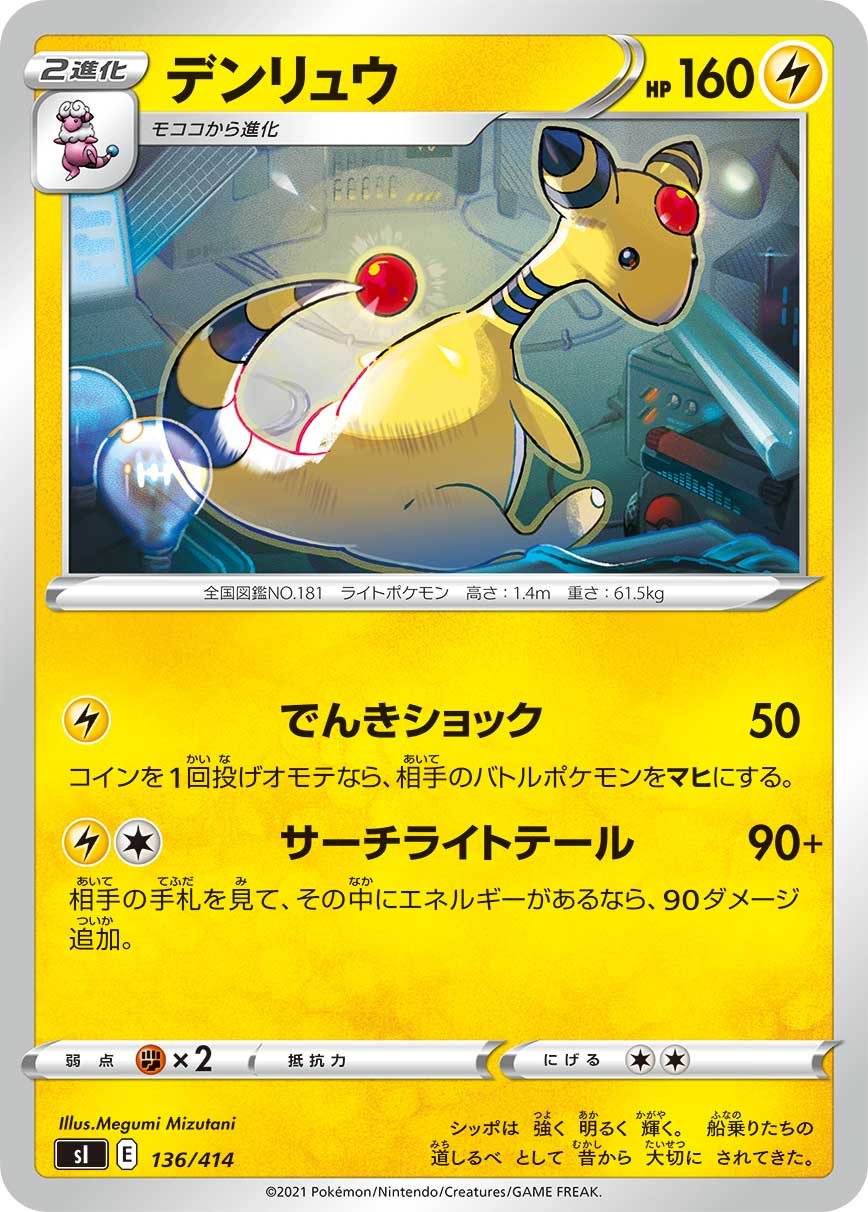 2進化
デンリュウ
HP 160
モココから進化
全国図鑑NO.181 ライトポケモン 高さ:1.4m 重さ:61.5kg
でんきショック 50
コインを1回投げオモテなら、相手のバトルポケモンをマヒにする。
サーチライトテール 90+
相手の手札を見て、その中にエネルギーがあるなら、90ダメージ
追加。
弱点 ×2 抵抗力 にげる
Illus.Megumi Mizutani
sI E 136/414
シッポは 強く 明るく 輝く。 船乗りたちの
道しるべ として 昔から 大切に されてきた。
©2021 Pokémon/Nintendo/Creatures/GAME FREAK.